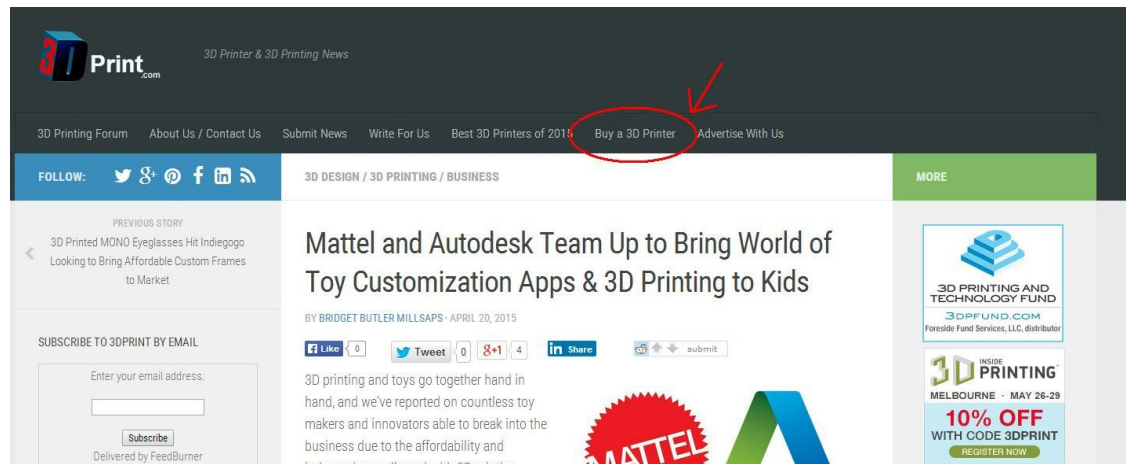 3D Print.com
3D Printer & 3D Printing News
3D Printing Forum About Us / Contact Us Submit News Write For Us Best 3D Printers of 2015 Buy a 3D Printer Advertise With Us
FOLLOW:
3D DESIGN / 3D PRINTING / BUSINESS
MORE
PREVIOUS STORY
3D Printed MONO Eyeglasses Hit Indiegogo
Looking to Bring Affordable Custom Frames
to Market
SUBSCRIBE TO 3DPRINT BY EMAIL
Enter your email address:
Subscribe
Delivered by FeedBurner
Mattel and Autodesk Team Up to Bring World of
Toy Customization Apps & 3D Printing to Kids
BY BRIDGET BUTLER MILLSAPS · APRIL 20, 2015
Like 0 Tweet 0 g+1 4 in Share submit
3D printing and toys go together hand in
hand, and we've reported on countless toy
makers and innovators able to break into the
business due to the affordability and
MATTEL
3D PRINTING AND
TECHNOLOGY FUND
3DPFUND.COM
Foreside Fund Services, LLC, distributor
3D INSIDE PRINTING
MELBOURNE · MAY 26-29
10% OFF
WITH CODE 3DPRINT
REGISTER NOW